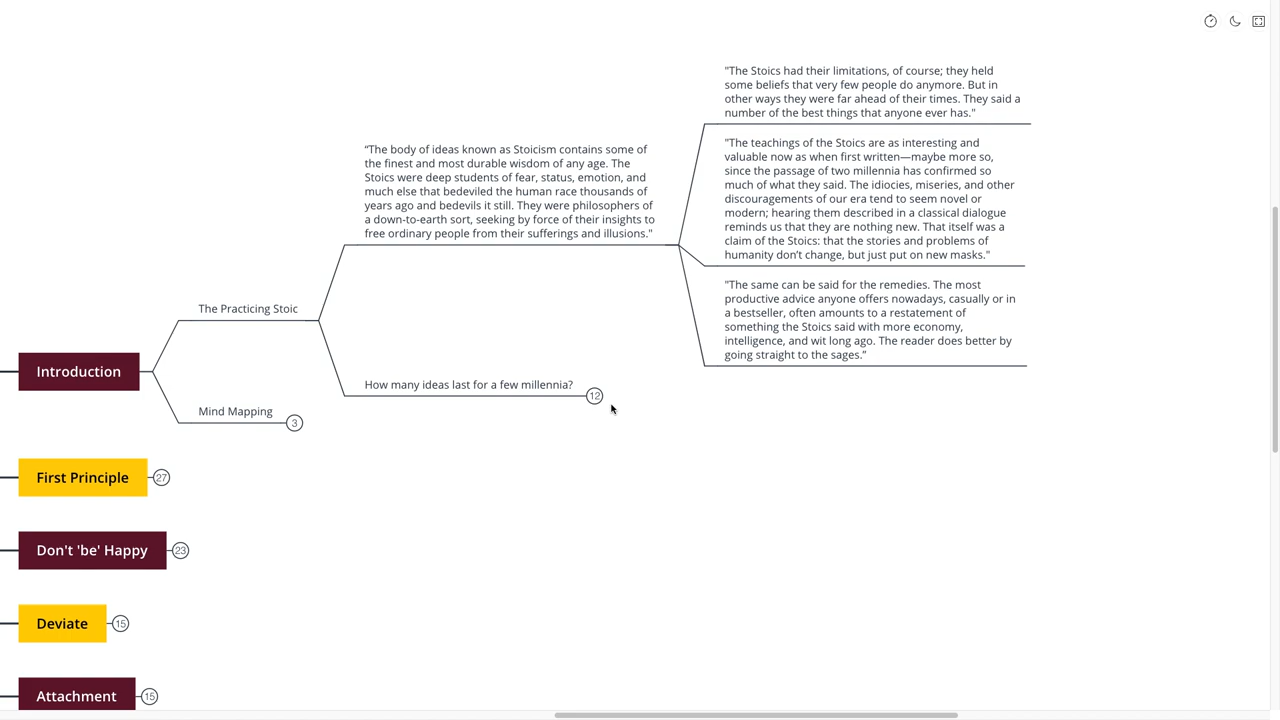 "The Stoics had their limitations, of course; they held
some beliefs that very few people do anymore. But in
other ways they were far ahead of their times. They said a
number of the best things that anyone ever has."
“The body of ideas known as Stoicism contains some of
the finest and most durable wisdom of any age. The
Stoics were deep students of fear, status, emotion, and
much else that bedeviled the human race thousands of
years ago and bedevils it still. They were philosophers of
a down-to-earth sort, seeking by force of their insights to
free ordinary people from their sufferings and illusions."
"The teachings of the Stoics are as interesting and
valuable now as when first written—maybe more so,
since the passage of two millennia has confirmed so
much of what they said. The idiocies, miseries, and other
discouragements of our era tend to seem novel or
modern; hearing them described in a classical dialogue
reminds us that they are nothing new. That itself was a
claim of the Stoics: that the stories and problems of
humanity don’t change, but just put on new masks."
"The same can be said for the remedies. The most
productive advice anyone offers nowadays, casually or in
a bestseller, often amounts to a restatement of
something the Stoics said with more economy,
intelligence, and wit long ago. The reader does better by
going straight to the sages.”
The Practicing Stoic
Introduction
How many ideas last for a few millennia?
12
Mind Mapping
3
First Principle
27
Don't 'be' Happy
23
Deviate
15
Attachment
15